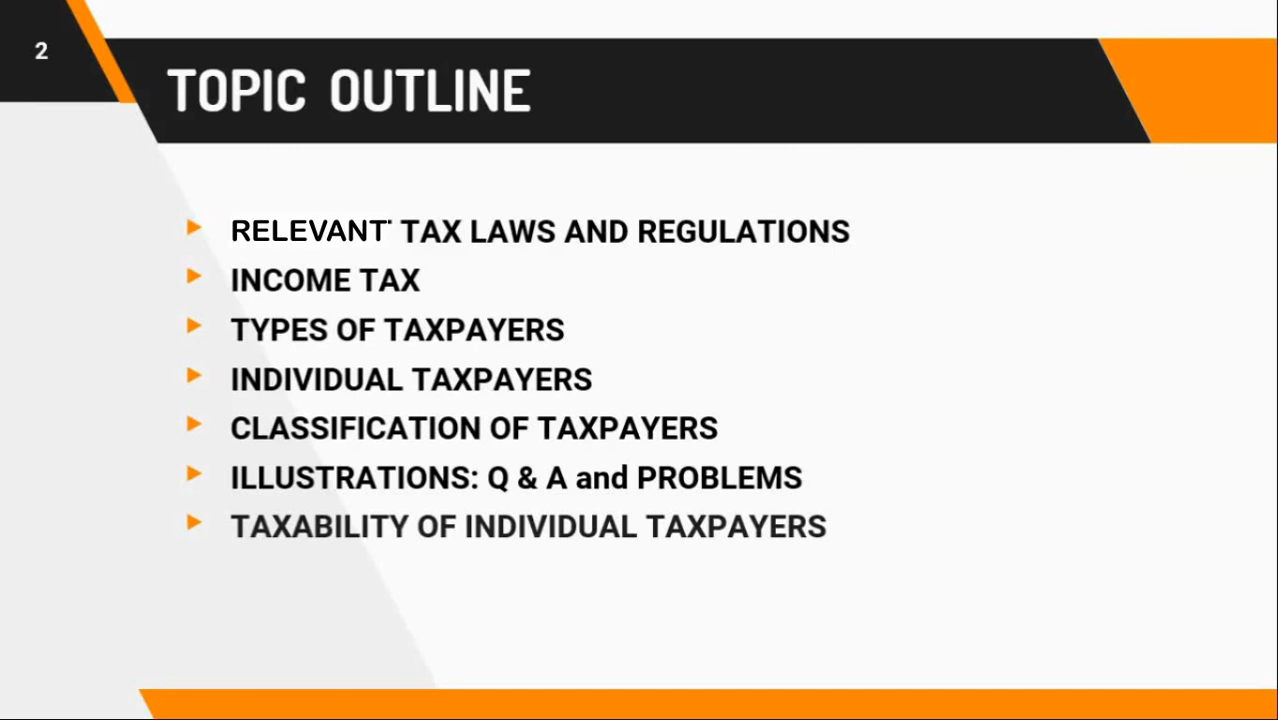 2
TOPIC OUTLINE
RELEVANT TAX LAWS AND REGULATIONS
INCOME TAX
TYPES OF TAXPAYERS
INDIVIDUAL TAXPAYERS
CLASSIFICATION OF TAXPAYERS
ILLUSTRATIONS: Q & A and PROBLEMS
TAXABILITY OF INDIVIDUAL TAXPAYERS